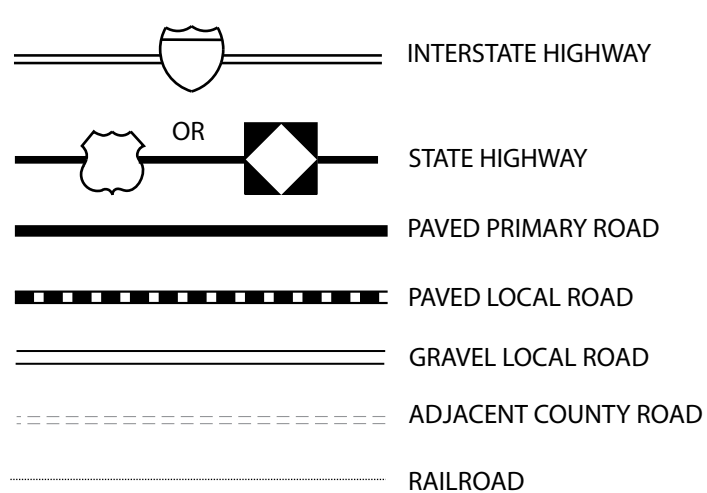 INTERSTATE HIGHWAY
OR
STATE HIGHWAY
PAVED PRIMARY ROAD
PAVED LOCAL ROAD
GRAVEL LOCAL ROAD
ADJACENT COUNTY ROAD
RAILROAD